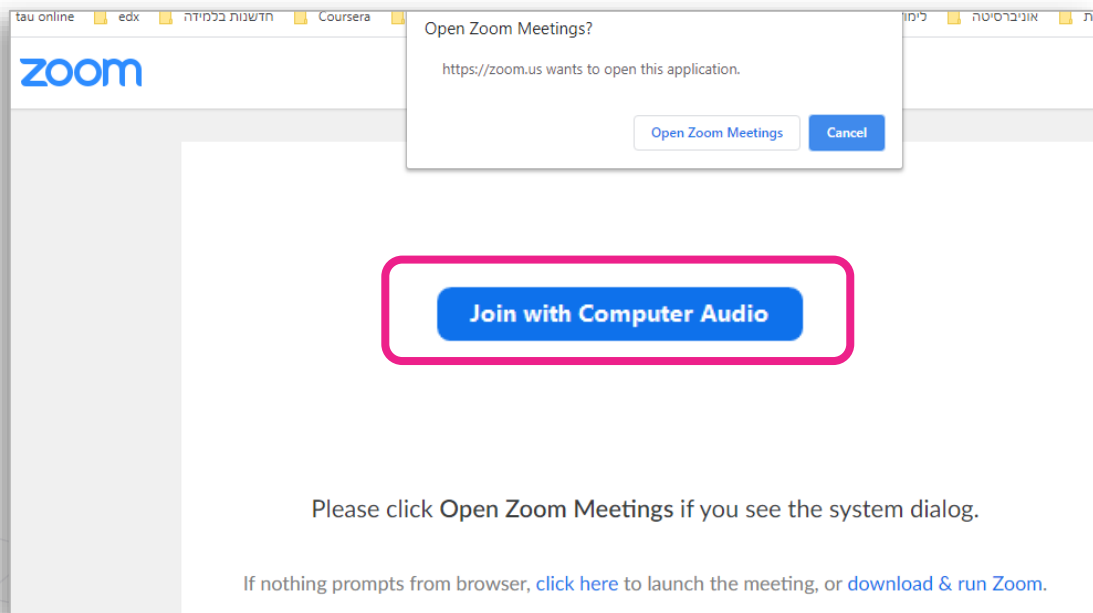 tau online edx חדשנות בלמידה Coursera אוניברסיטה
Open Zoom Meetings?
https://zoom.us wants to open this application.
Open Zoom Meetings Cancel
zoom
Join with Computer Audio
Please click Open Zoom Meetings if you see the system dialog.
If nothing prompts from browser, click here to launch the meeting, or download & run Zoom.